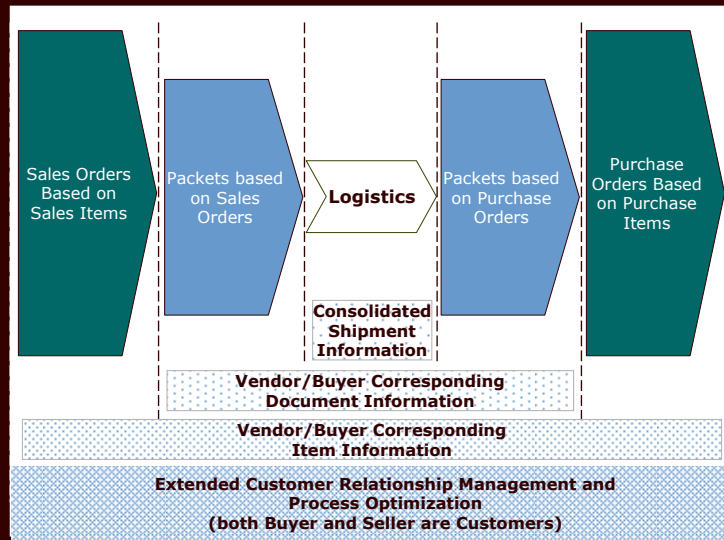 Sales Orders
Based on
Sales Items
Packets based
on Sales
Orders
Logistics
Packets based
on Purchase
Orders
Purchase
Orders Based
on Purchase
Items
Consolidated
Shipment
Information
Vendor/Buyer Corresponding
Document Information
Vendor/Buyer Corresponding
Item Information
Extended Customer Relationship Management and
Process Optimization
(both Buyer and Seller are Customers)